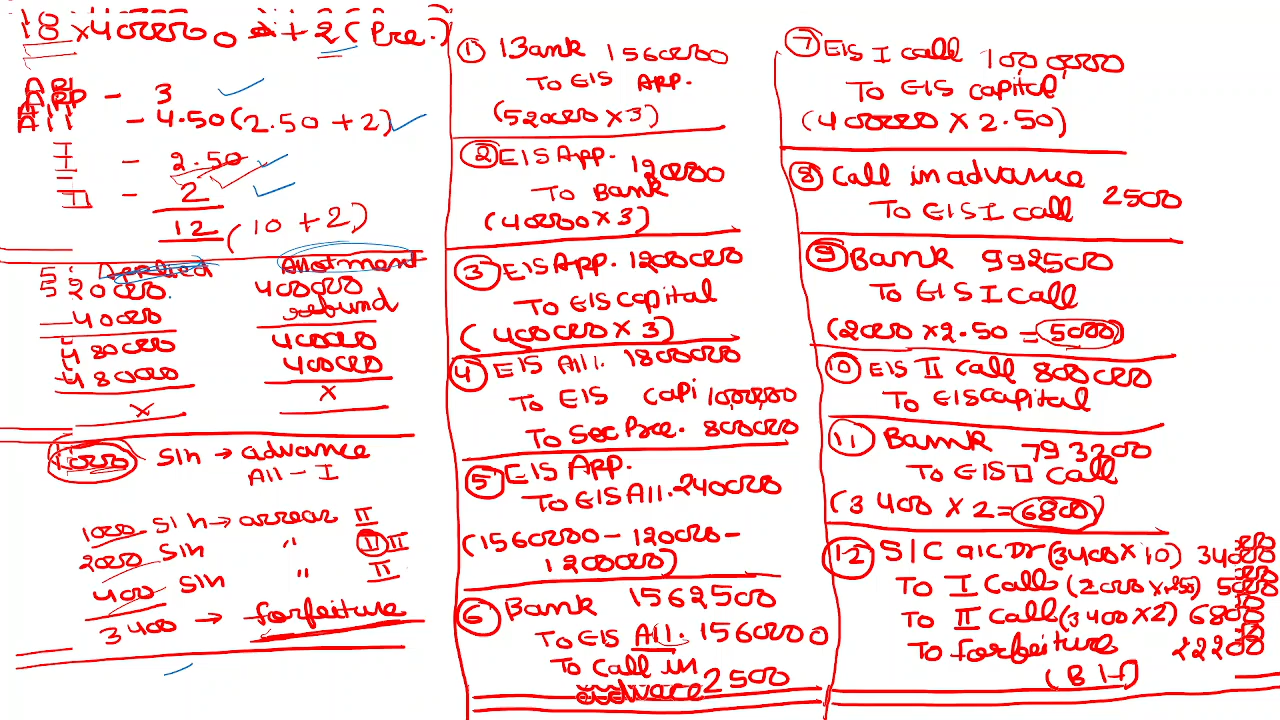 18 × 400000 + 2 (Pre.)
APP - 3
All - 4.50 (2.50 + 2)
I - 2.50
II - 2
12 (10 + 2)
Applied Allotment
520000 400000
40000 refund
480000 400000
480000 400000
x x
1000 Sh → advance
All - I
1000 Sh → arrear II
2000 Sh " I II
400 Sh " II
3400 → forfeiture
① Bank 1560000
To E/S APP.
(520000 × 3)
② E/S App. 120000
To Bank
(40000 × 3)
③ E/S App. 1200000
To E/S capital
(400000 × 3)
④ E/S All. 1800000
To E/S capi 1000000
To Sec Pre. 800000
⑤ E/S App.
To E/S All. 240000
(1560000 - 120000 -
1200000)
⑥ Bank 1562500
To E/S All. 1560000
To Call in
advance 2500
⑦ E/S I call 1000000
To E/S capital
(400000 × 2.50)
⑧ Call in advance
To E/S I call 2500
⑨ Bank 992500
To E/S I call
(2000 × 2.50 = 5000)
⑩ E/S II call 800000
To E/S capital
⑪ Bank 793200
To E/S II call
(3400 × 2 = 6800)
⑫ S/C a/c Dr (3400 × 10) 34000
To I Call (2000 × 2.50) 5000
To II Call (3400 × 2) 6800
To forfeiture 22200
(B/f)